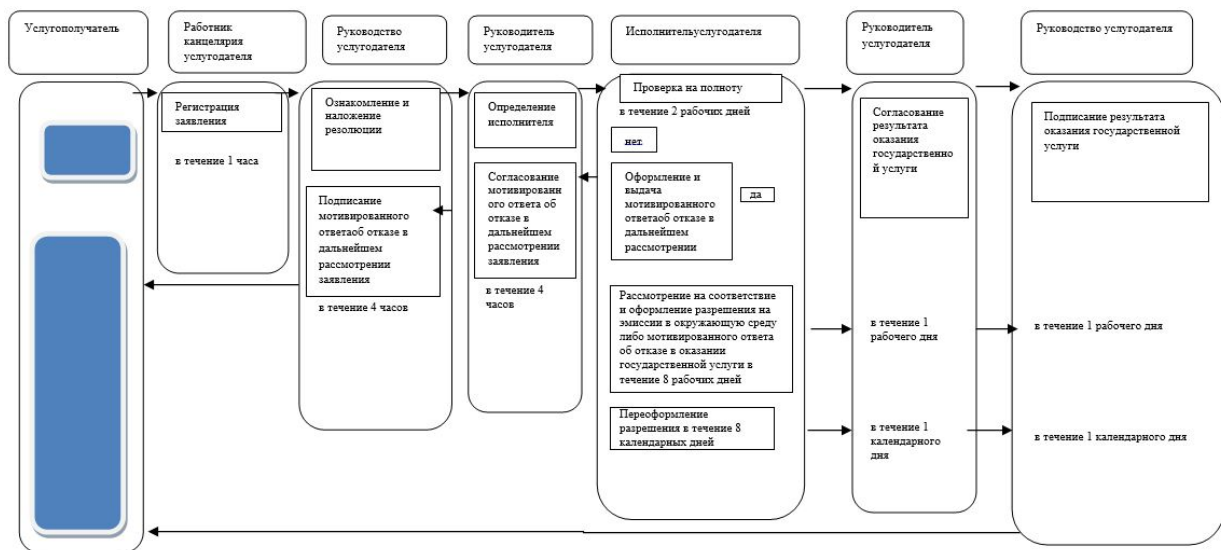 Услугополучатель
Работник
канцелярия
услугодателя
Руководство
услугодателя
Руководитель
услугодателя
Исполнительуслугодателя
Руководитель
услугодателя
Руководство услугодателя
Регистрация
заявления
в течение 1 часа
Ознакомление и
наложение
резолюции
Подписание
мотивированного
ответаоб отказе в
дальнейшем
рассмотрении
заявления
в течение 4 часов
Определение
исполнителя
Согласование
мотивированн
ого ответа об
отказе в
дальнейшем
рассмотрении
заявления
в течение 4
часов
Проверка на полноту
в течение 2 рабочих дней
нет
Оформление и
выдача
мотивированного
ответаоб отказе в
дальнейшем
рассмотрении
да
Рассмотрение на соответствие
и оформление разрешения на
эмиссии в окружающую среду
либо мотивированного ответа
об отказе в оказании
государственной услуги в
течение 8 рабочих дней
Переоформление
разрешения в течение 8
календарных дней
Согласование
результата
оказания
государственно
й услуги
в течение 1
рабочего дня
в течение 1
календарного
дня
Подписание результата
оказания государственной
услуги
в течение 1 рабочего дня
в течение 1 календарного дня